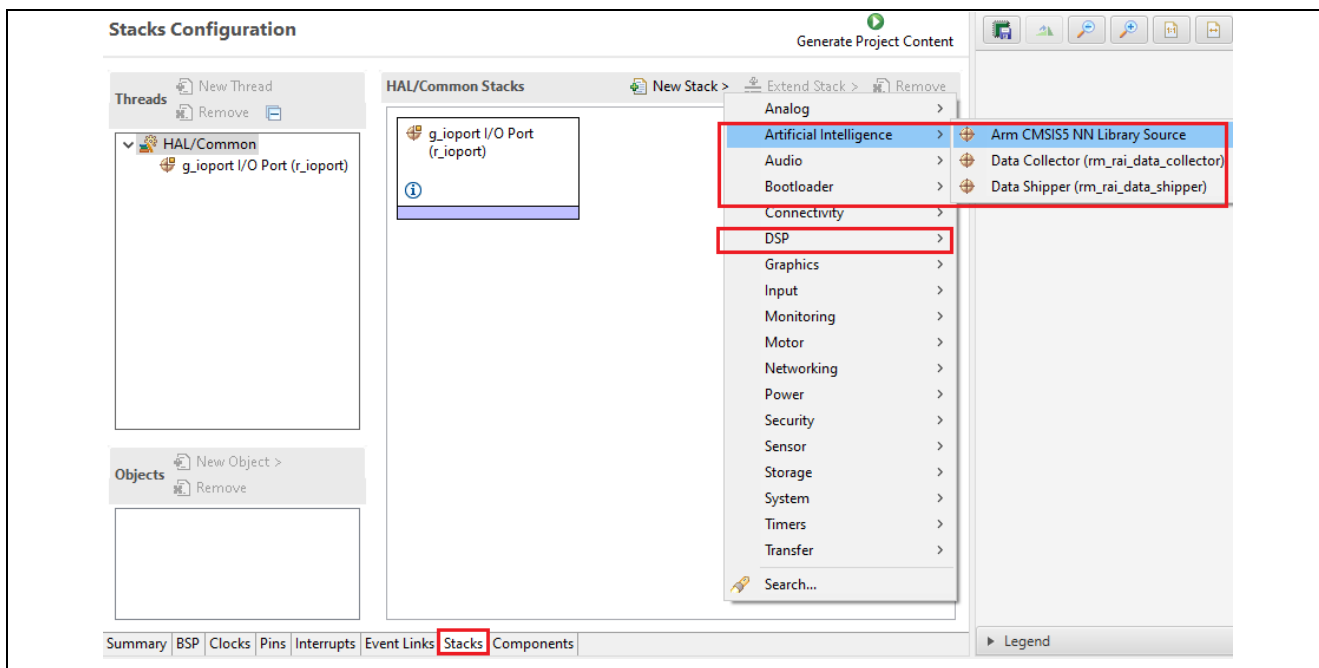 Stacks Configuration
Generate Project Content
Threads
New Thread
Remove
HAL/Common
g_ioport I/O Port (r_ioport)
Objects
New Object >
Remove
HAL/Common Stacks
New Stack >
Extend Stack >
Remove
g_ioport I/O Port
(r_ioport)
Analog >
Artificial Intelligence >
Audio >
Bootloader >
Connectivity >
DSP >
Graphics >
Input >
Monitoring >
Motor >
Networking >
Power >
Security >
Sensor >
Storage >
System >
Timers >
Transfer >
Search...
Arm CMSIS5 NN Library Source
Data Collector (rm_rai_data_collector)
Data Shipper (rm_rai_data_shipper)
Summary BSP Clocks Pins Interrupts Event Links Stacks Components
Legend